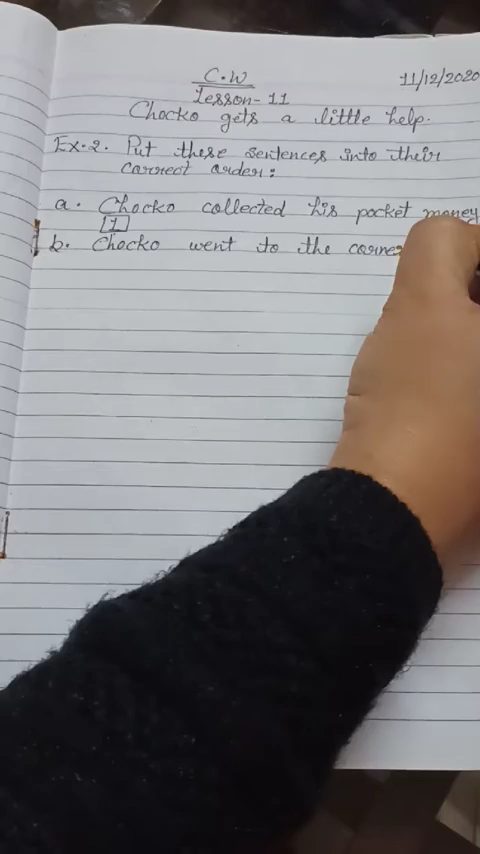 C.W
11/12/2020
Lesson-11
Chocko gets a little help.
Ex-2. Put these sentences into their
correct order:
a. Chocko collected his pocket money
1
b. Chocko went to the corner